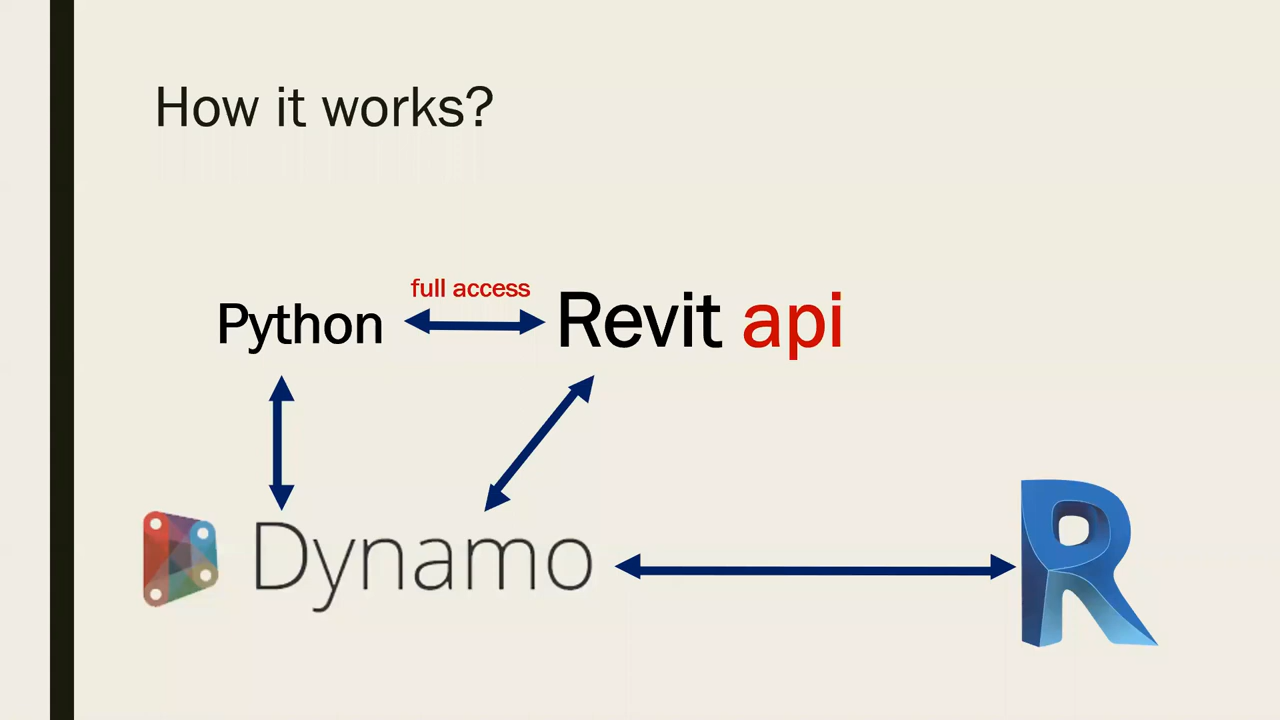 How it works?
full access
Python
Revit api
Dynamo